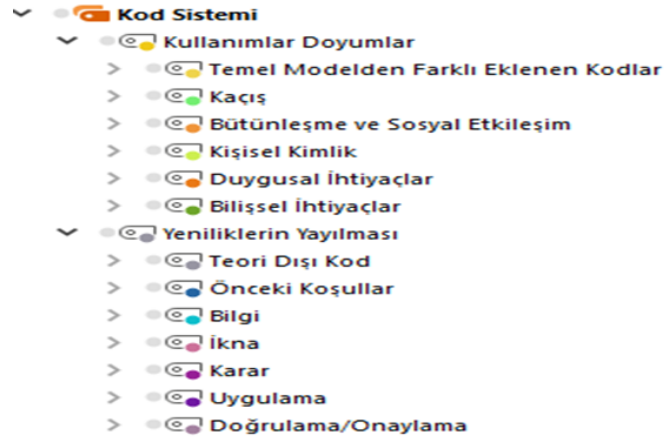 Kod Sistemi
Kullanımlar Doyumlar
Temel Modelden Farklı Eklenen Kodlar
Kaçış
Bütünleşme ve Sosyal Etkileşim
Kişisel Kimlik
Duygusal İhtiyaçlar
Bilişsel İhtiyaçlar
Yeniliklerin Yayılması
Teori Dışı Kod
Önceki Koşullar
Bilgi
İkna
Karar
Uygulama
Doğrulama/Onaylama